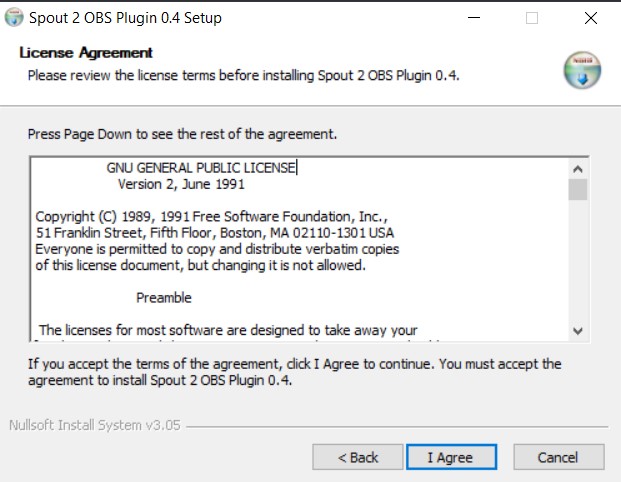 Spout 2 OBS Plugin 0.4 Setup
License Agreement
Please review the license terms before installing Spout 2 OBS Plugin 0.4.
Press Page Down to see the rest of the agreement.
GNU GENERAL PUBLIC LICENSE
Version 2, June 1991
Copyright (C) 1989, 1991 Free Software Foundation, Inc.,
51 Franklin Street, Fifth Floor, Boston, MA 02110-1301 USA
Everyone is permitted to copy and distribute verbatim copies
of this license document, but changing it is not allowed.
Preamble
The licenses for most software are designed to take away your
If you accept the terms of the agreement, click I Agree to continue. You must accept the
agreement to install Spout 2 OBS Plugin 0.4.
Nullsoft Install System v3.05
< Back
I Agree
Cancel